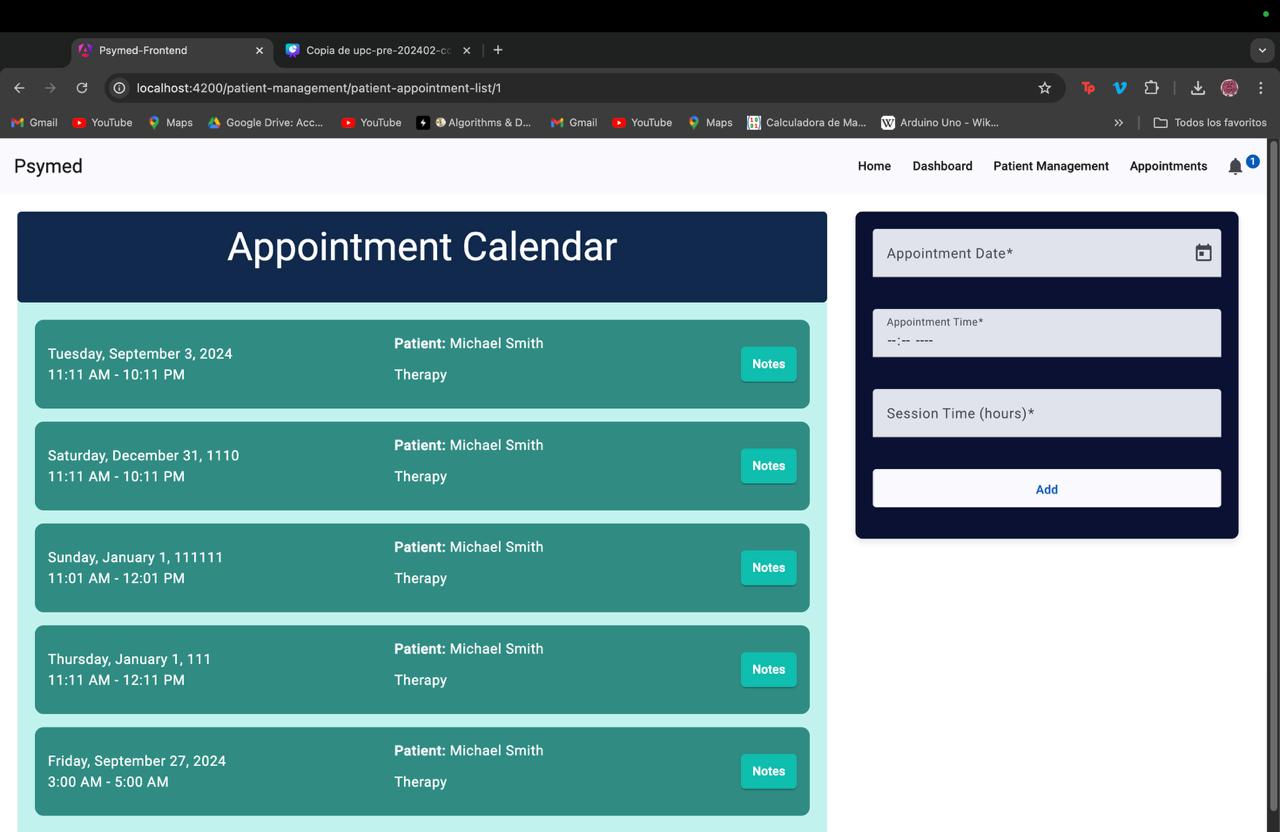 Psymed-Frontend
Copia de upc-pre-202402-cc
localhost:4200/patient-management/patient-appointment-list/1
Gmail YouTube Maps Google Drive: Acc... YouTube Algorithms & D... Gmail YouTube Maps Calculadora de Ma... Arduino Uno - Wik... Todos los favoritos
Psymed
Home Dashboard Patient Management Appointments 1
Appointment Calendar
Tuesday, September 3, 2024
11:11 AM - 10:11 PM
Patient: Michael Smith
Therapy
Notes
Saturday, December 31, 1110
11:11 AM - 10:11 PM
Patient: Michael Smith
Therapy
Notes
Sunday, January 1, 111111
11:01 AM - 12:01 PM
Patient: Michael Smith
Therapy
Notes
Thursday, January 1, 111
11:11 AM - 12:11 PM
Patient: Michael Smith
Therapy
Notes
Friday, September 27, 2024
3:00 AM - 5:00 AM
Patient: Michael Smith
Therapy
Notes
Appointment Date*
Appointment Time*
--:-- ----
Session Time (hours)*
Add